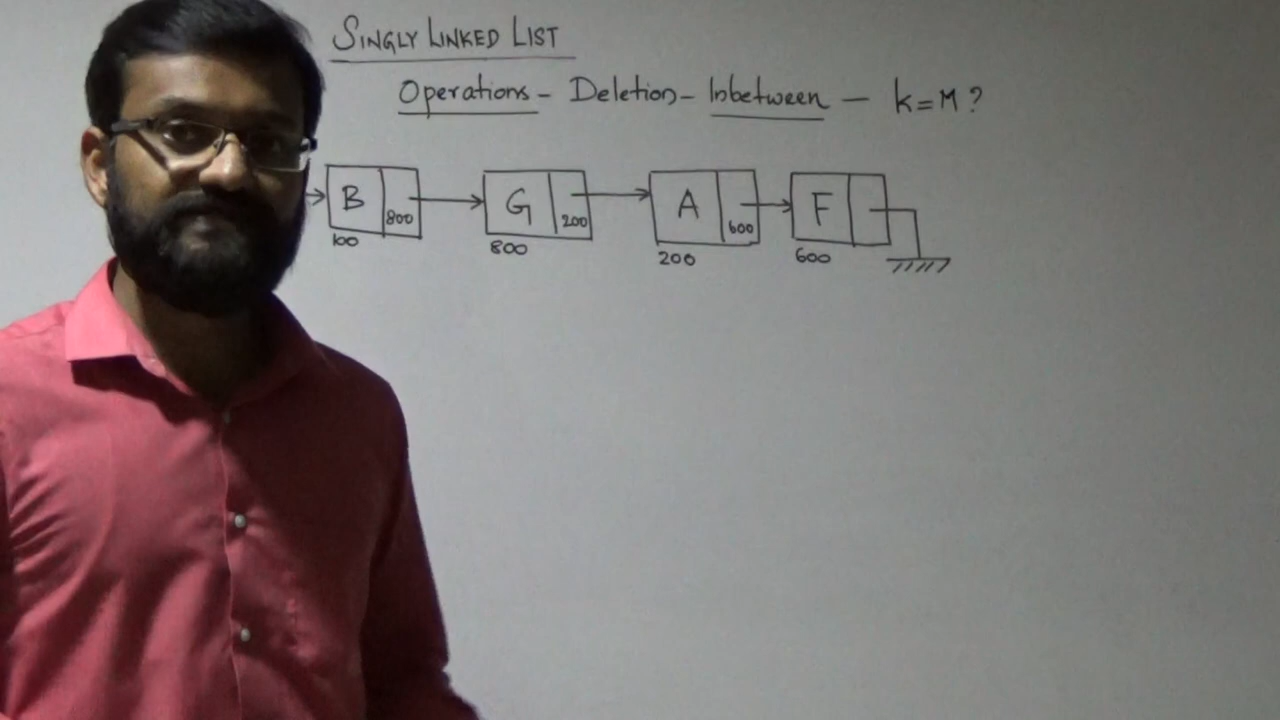 SINGLY LINKED LIST
Operations - Deletion - Inbetween - k=M?
B 800 G 200 A 600 F
100 800 200 600